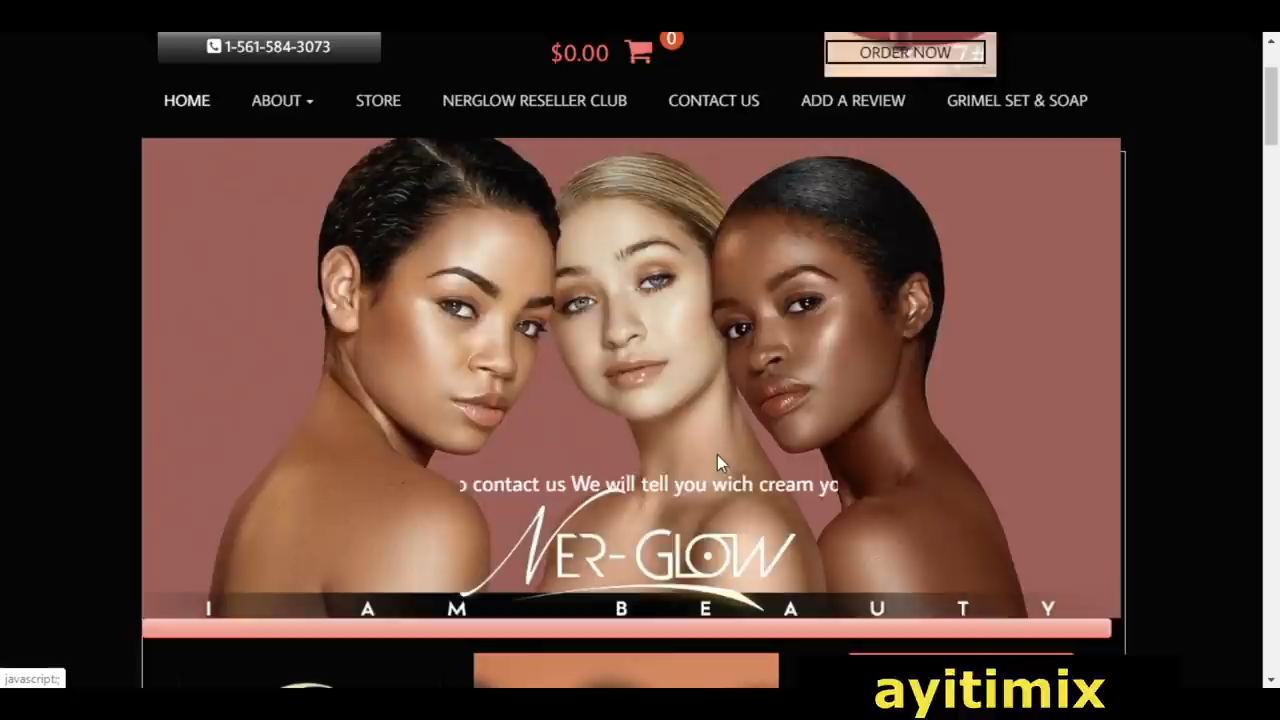 1-561-584-3073
$0.00
0
ORDER NOW
HOME ABOUT STORE NERGLOW RESELLER CLUB CONTACT US ADD A REVIEW GRIMEL SET & SOAP
o contact us We will tell you wich cream yo
NER-GLOW
I AM BEAUTY
javascript:;
ayitimix